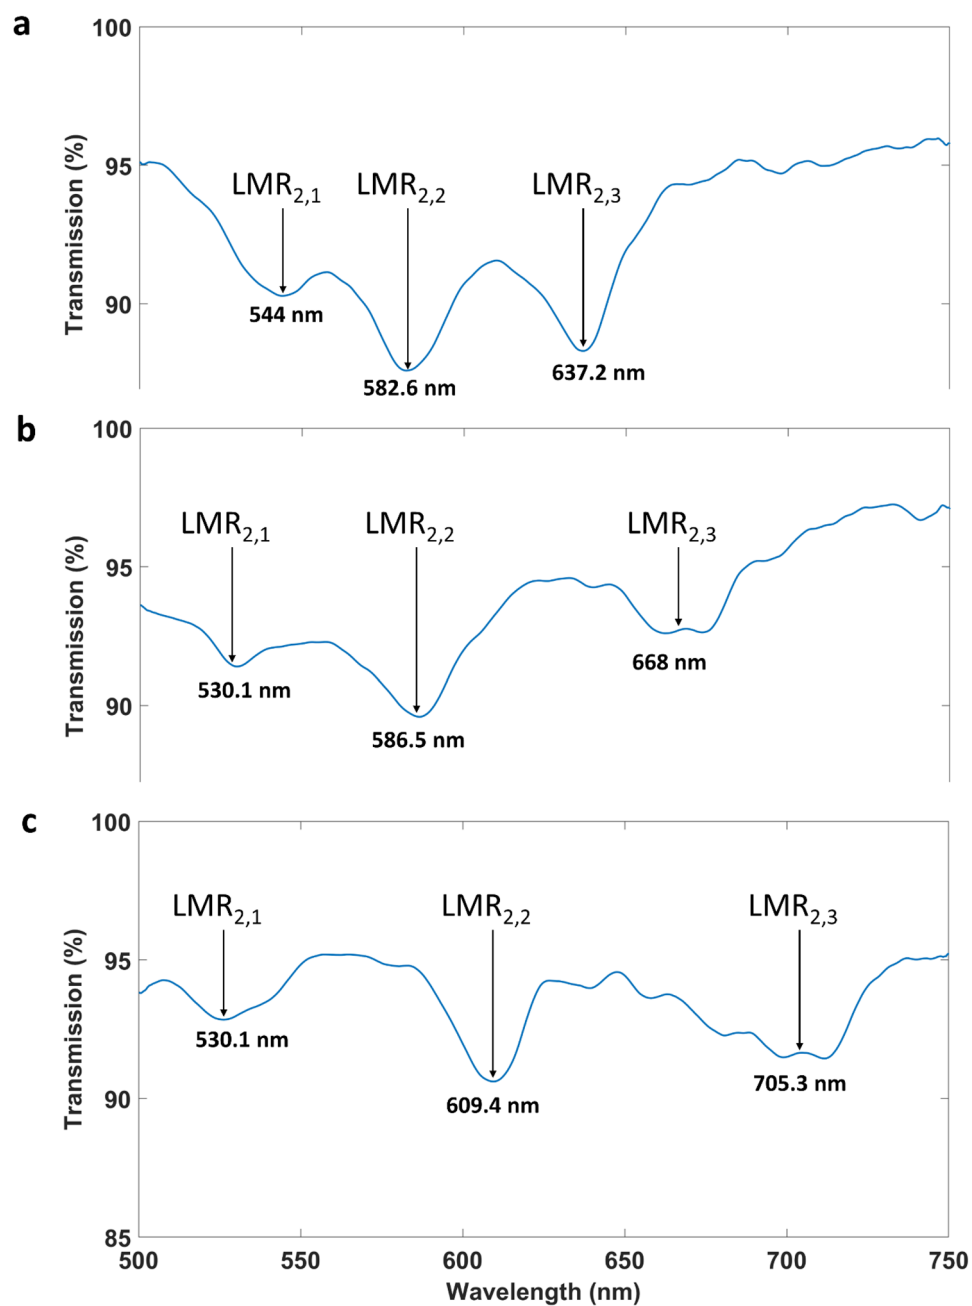 a
100
95
90
Transmission (%)
LMR2,1 LMR2,2 LMR2,3
544 nm
582.6 nm
637.2 nm
b
100
95
90
Transmission (%)
LMR2,1 LMR2,2 LMR2,3
530.1 nm
586.5 nm
668 nm
c
100
95
90
85
Transmission (%)
LMR2,1 LMR2,2 LMR2,3
530.1 nm
609.4 nm
705.3 nm
500 550 600 650 700 750
Wavelength (nm)